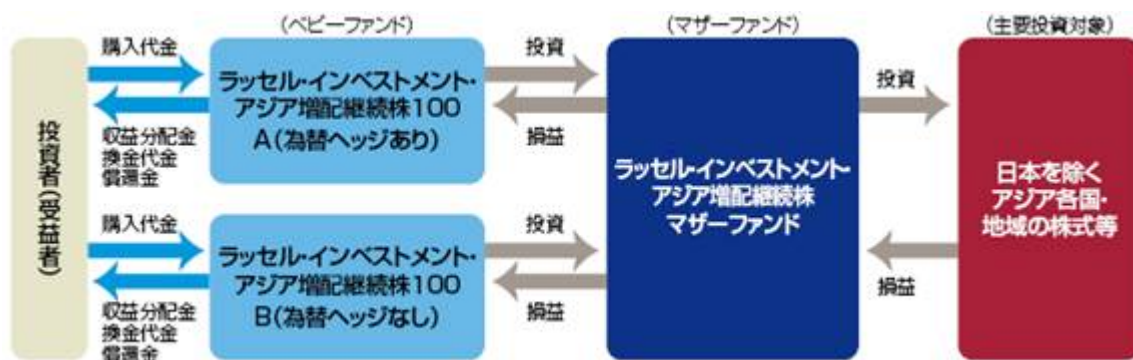 (ベビーファンド)
(マザーファンド)
(主要投資対象)
投資者(受益者)
購入代金
収益分配金
換金代金
償還金
ラッセル・インベストメント・
アジア増配継続株100
A(為替ヘッジあり)
投資
損益
購入代金
収益分配金
換金代金
償還金
ラッセル・インベストメント・
アジア増配継続株100
B(為替ヘッジなし)
投資
損益
ラッセル・インベストメント・
アジア増配継続株
マザーファンド
投資
損益
日本を除く
アジア各国・
地域の株式等